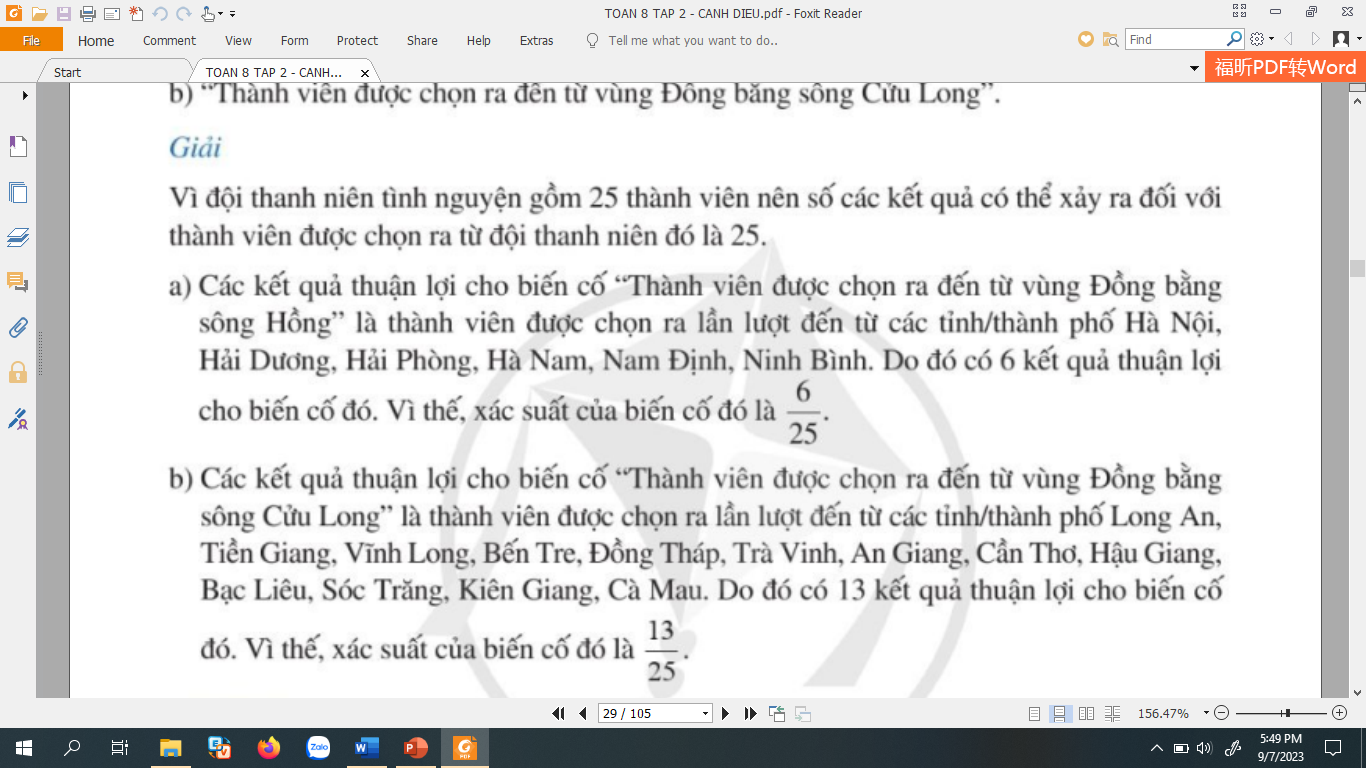 TOAN 8 TAP 2 - CANH DIEU.pdf - Foxit Reader
File Home Comment View Form Protect Share Help Extras Tell me what you want to do.. Find
Start TOAN 8 TAP 2 - CANH... 福昕PDF转Word
b) “Thành viên được chọn ra đến từ vùng Đồng bằng sông Cửu Long”.
Giải
Vì đội thanh niên tình nguyện gồm 25 thành viên nên số các kết quả có thể xảy ra đối với
thành viên được chọn ra từ đội thanh niên đó là 25.
a) Các kết quả thuận lợi cho biến cố “Thành viên được chọn ra đến từ vùng Đồng bằng
sông Hồng” là thành viên được chọn ra lần lượt đến từ các tỉnh/thành phố Hà Nội,
Hải Dương, Hải Phòng, Hà Nam, Nam Định, Ninh Bình. Do đó có 6 kết quả thuận lợi
cho biến cố đó. Vì thế, xác suất của biến cố đó là 6/25.
b) Các kết quả thuận lợi cho biến cố “Thành viên được chọn ra đến từ vùng Đồng bằng
sông Cửu Long” là thành viên được chọn ra lần lượt đến từ các tỉnh/thành phố Long An,
Tiền Giang, Vĩnh Long, Bến Tre, Đồng Tháp, Trà Vinh, An Giang, Cần Thơ, Hậu Giang,
Bạc Liêu, Sóc Trăng, Kiên Giang, Cà Mau. Do đó có 13 kết quả thuận lợi cho biến cố
đó. Vì thế, xác suất của biến cố đó là 13/25.
29 / 105 156.47%
Zalo
5:49 PM
9/7/2023